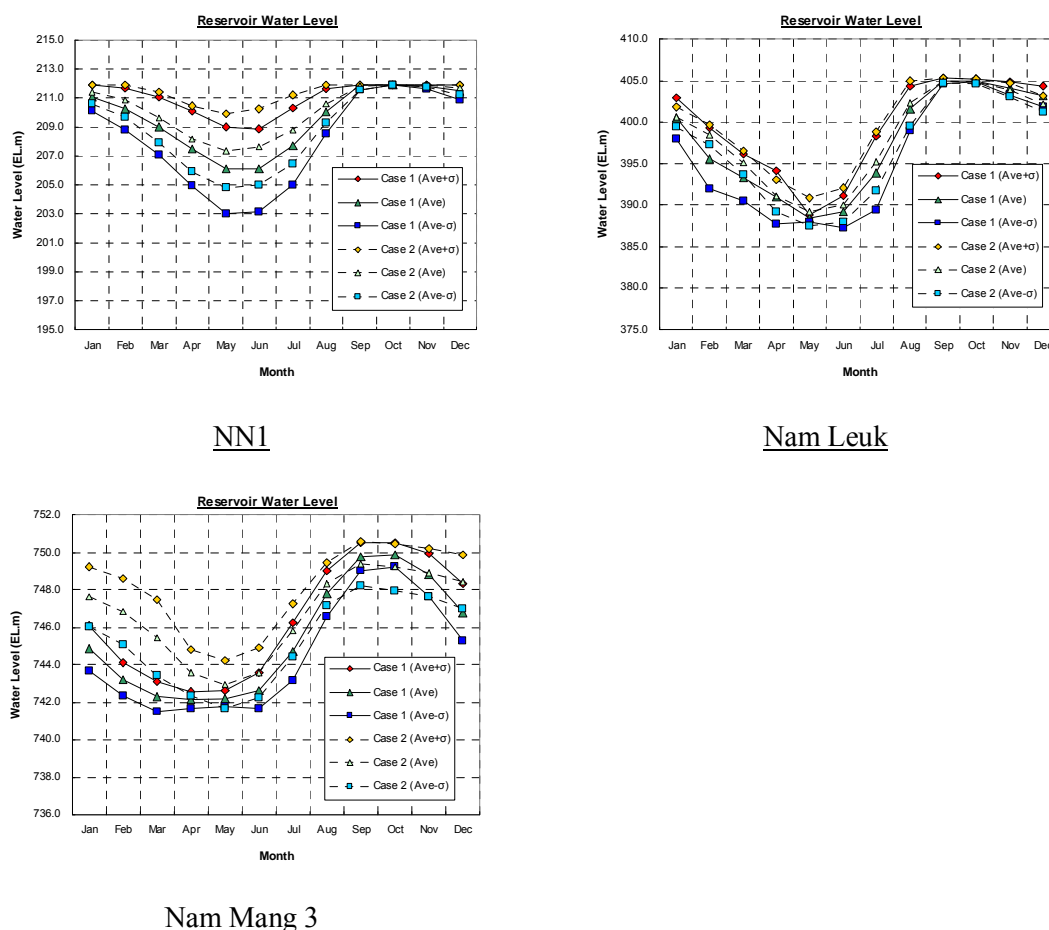 Reservoir Water Level
215.0
213.0
211.0
209.0
207.0
205.0
203.0
201.0
199.0
197.0
195.0
Water Level (EL.m)
Jan Feb Mar Apr May Jun Jul Aug Sep Oct Nov Dec
Month
Case 1 (Ave+σ)
Case 1 (Ave)
Case 1 (Ave-σ)
Case 2 (Ave+σ)
Case 2 (Ave)
Case 2 (Ave-σ)
NN1
Reservoir Water Level
410.0
405.0
400.0
395.0
390.0
385.0
380.0
375.0
Water Level (EL.m)
Jan Feb Mar Apr May Jun Jul Aug Sep Oct Nov Dec
Month
Case 1 (Ave+σ)
Case 1 (Ave)
Case 1 (Ave-σ)
Case 2 (Ave+σ)
Case 2 (Ave)
Case 2 (Ave-σ)
Nam Leuk
Reservoir Water Level
752.0
750.0
748.0
746.0
744.0
742.0
740.0
738.0
736.0
Water Level (EL.m)
Jan Feb Mar Apr May Jun Jul Aug Sep Oct Nov Dec
Month
Case 1 (Ave+σ)
Case 1 (Ave)
Case 1 (Ave-σ)
Case 2 (Ave+σ)
Case 2 (Ave)
Case 2 (Ave-σ)
Nam Mang 3